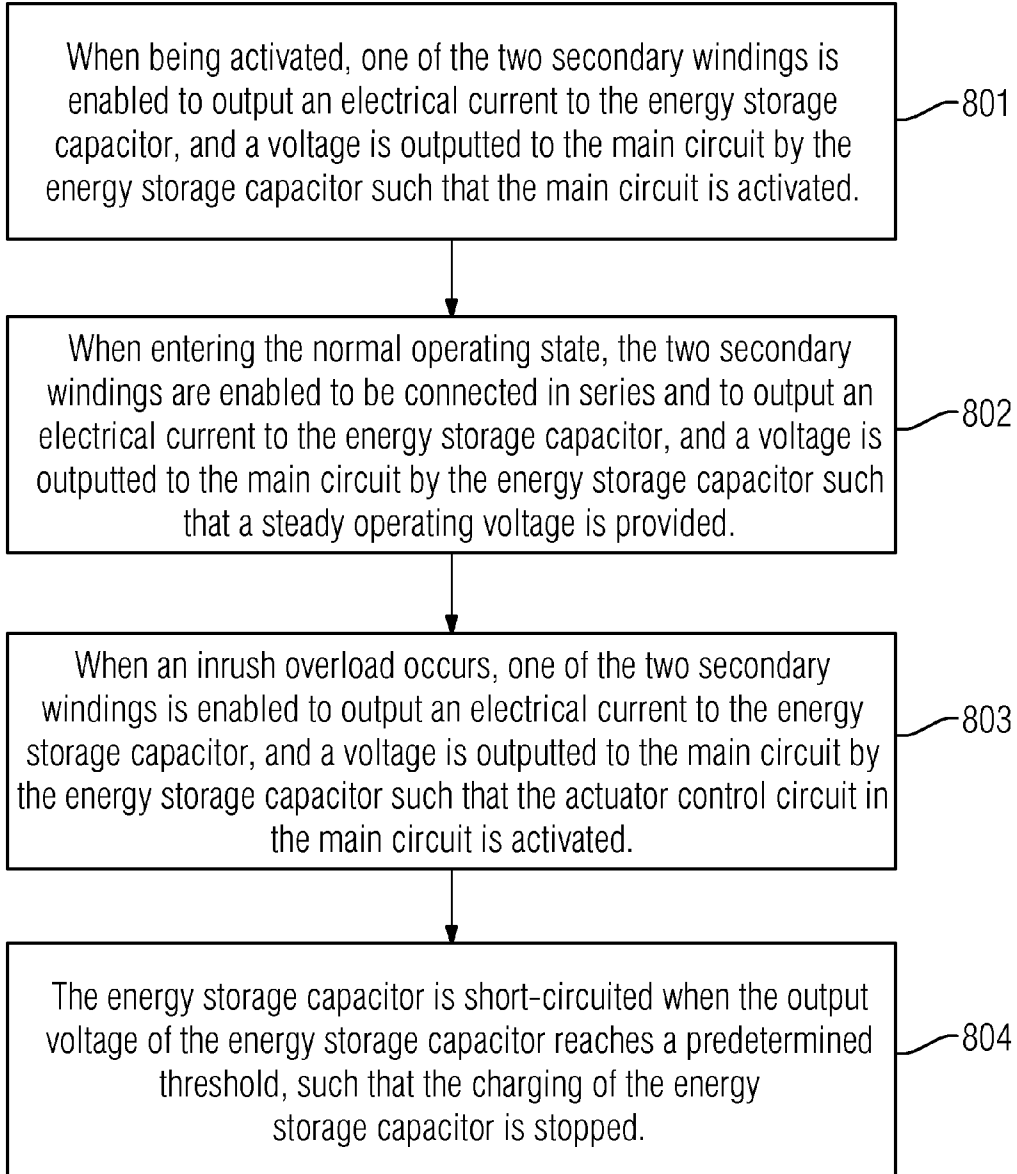 When being activated, one of the two secondary windings is
enabled to output an electrical current to the energy storage
capacitor, and a voltage is outputted to the main circuit by the
energy storage capacitor such that the main circuit is activated.
801
When entering the normal operating state, the two secondary
windings are enabled to be connected in series and to output an
electrical current to the energy storage capacitor, and a voltage is
outputted to the main circuit by the energy storage capacitor such
that a steady operating voltage is provided.
802
When an inrush overload occurs, one of the two secondary
windings is enabled to output an electrical current to the energy
storage capacitor, and a voltage is outputted to the main circuit by
the energy storage capacitor such that the actuator control circuit in
the main circuit is activated.
803
The energy storage capacitor is short-circuited when the output
voltage of the energy storage capacitor reaches a predetermined
threshold, such that the charging of the energy
storage capacitor is stopped.
804